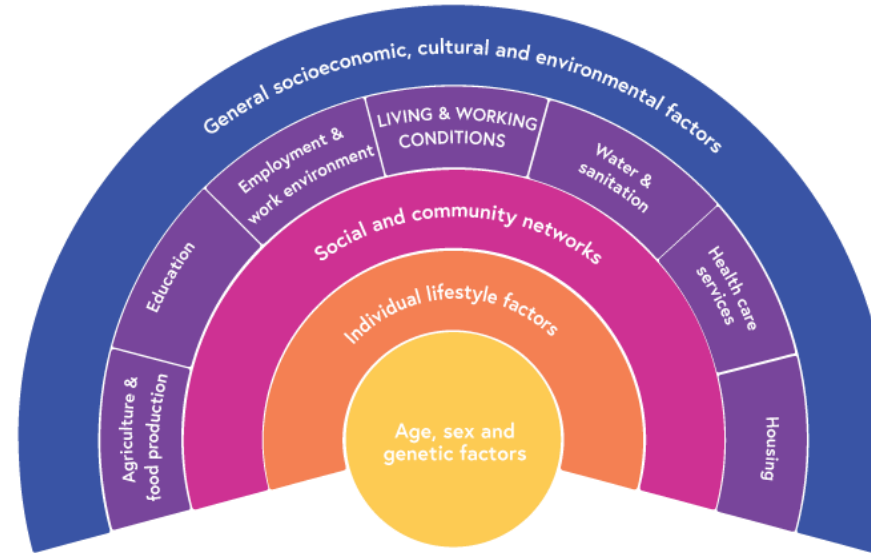 General socioeconomic, cultural and environmental factors
Agriculture &
food production
Education
Employment &
work environment
LIVING & WORKING
CONDITIONS
Water &
sanitation
Health care
services
Housing
Social and community networks
Individual lifestyle factors
Age, sex and
genetic factors